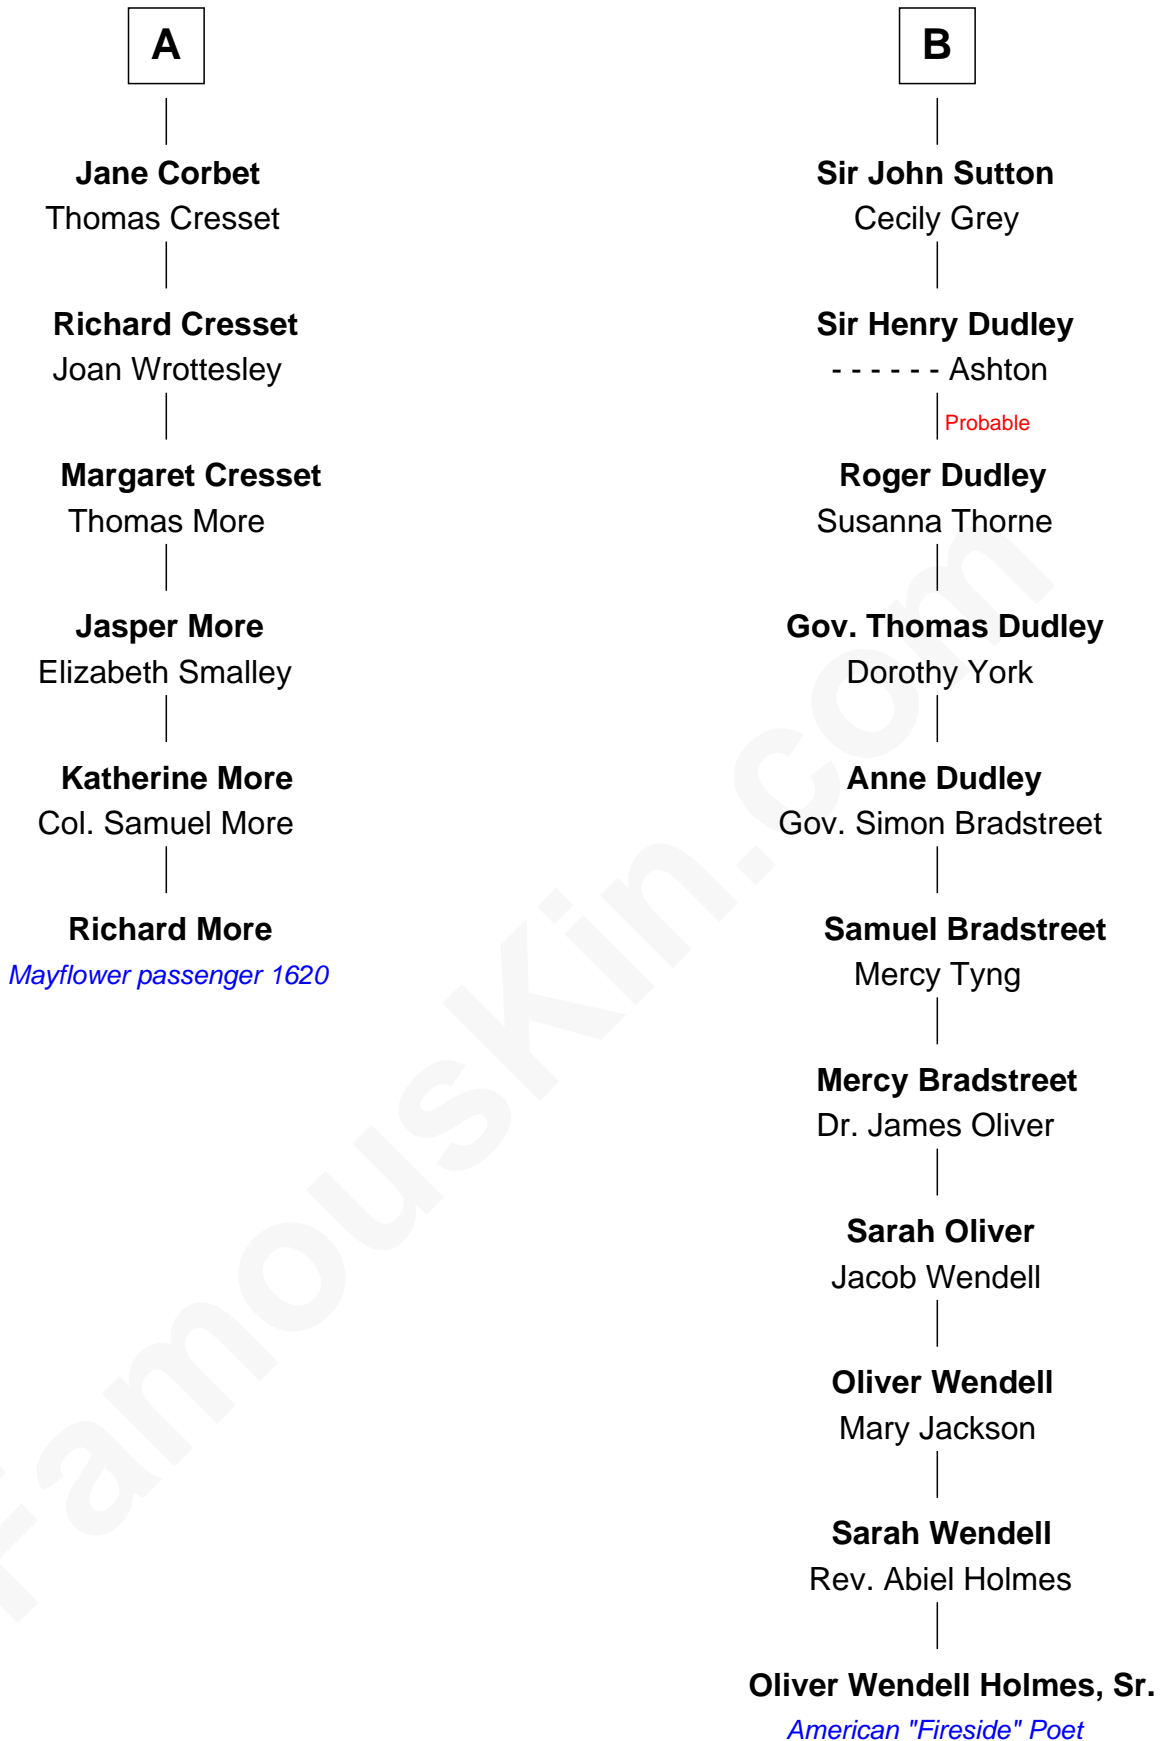 A
Jane Corbet
Thomas Cresset
Richard Cresset
Joan Wrottesley
Margaret Cresset
Thomas More
Jasper More
Elizabeth Smalley
Katherine More
Col. Samuel More
Richard More
Mayflower passenger 1620
B
Sir John Sutton
Cecily Grey
Sir Henry Dudley
- - - - - - Ashton
Probable
Roger Dudley
Susanna Thorne
Gov. Thomas Dudley
Dorothy York
Anne Dudley
Gov. Simon Bradstreet
Samuel Bradstreet
Mercy Tyng
Mercy Bradstreet
Dr. James Oliver
Sarah Oliver
Jacob Wendell
Oliver Wendell
Mary Jackson
Sarah Wendell
Rev. Abiel Holmes
Oliver Wendell Holmes, Sr.
American "Fireside" Poet
FamousKin.com